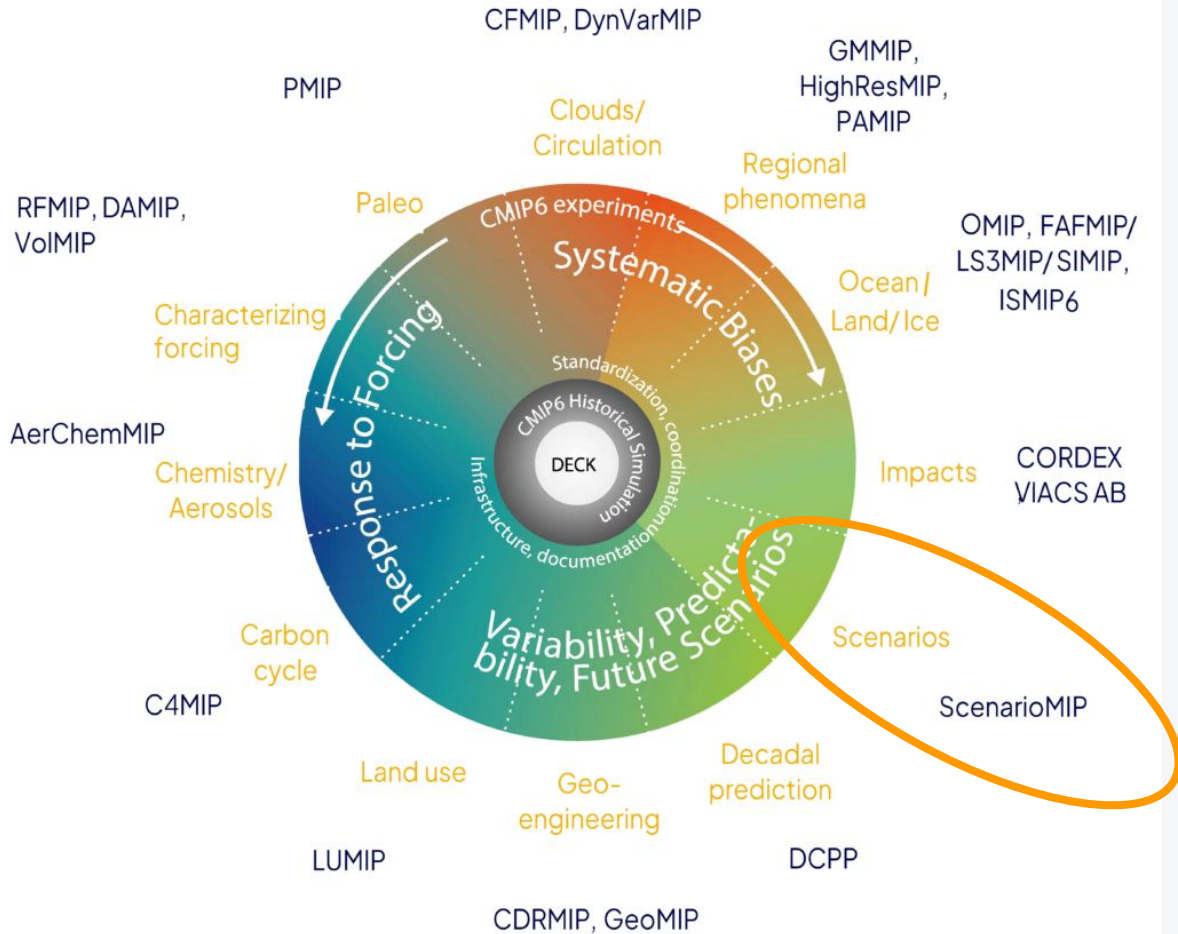 CFMIP, DynVarMIP
GMMIP,
HighResMIP,
PAMIP
PMIP
Clouds/
Circulation
Regional
phenomena
Paleo
RFMIP, DAMIP,
VolMIP
CMIP6 experiments
Systematic Biases
OMIP, FAFMIP/
LS3MIP/SIMIP,
ISMIP6
Ocean/
Land/Ice
Characterizing
forcing
Response to Forcing
Standardization, coordination
Infrastructure, documentation
CMIP6 Historical Simulation
DECK
AerChemMIP
Chemistry/
Aerosols
Impacts
CORDEX
VIACS AB
Variability, Predicta-
bility, Future Scenarios
Carbon
cycle
Scenarios
C4MIP
ScenarioMIP
Land use
Geo-
engineering
Decadal
prediction
LUMIP
DCPP
CDRMIP, GeoMIP